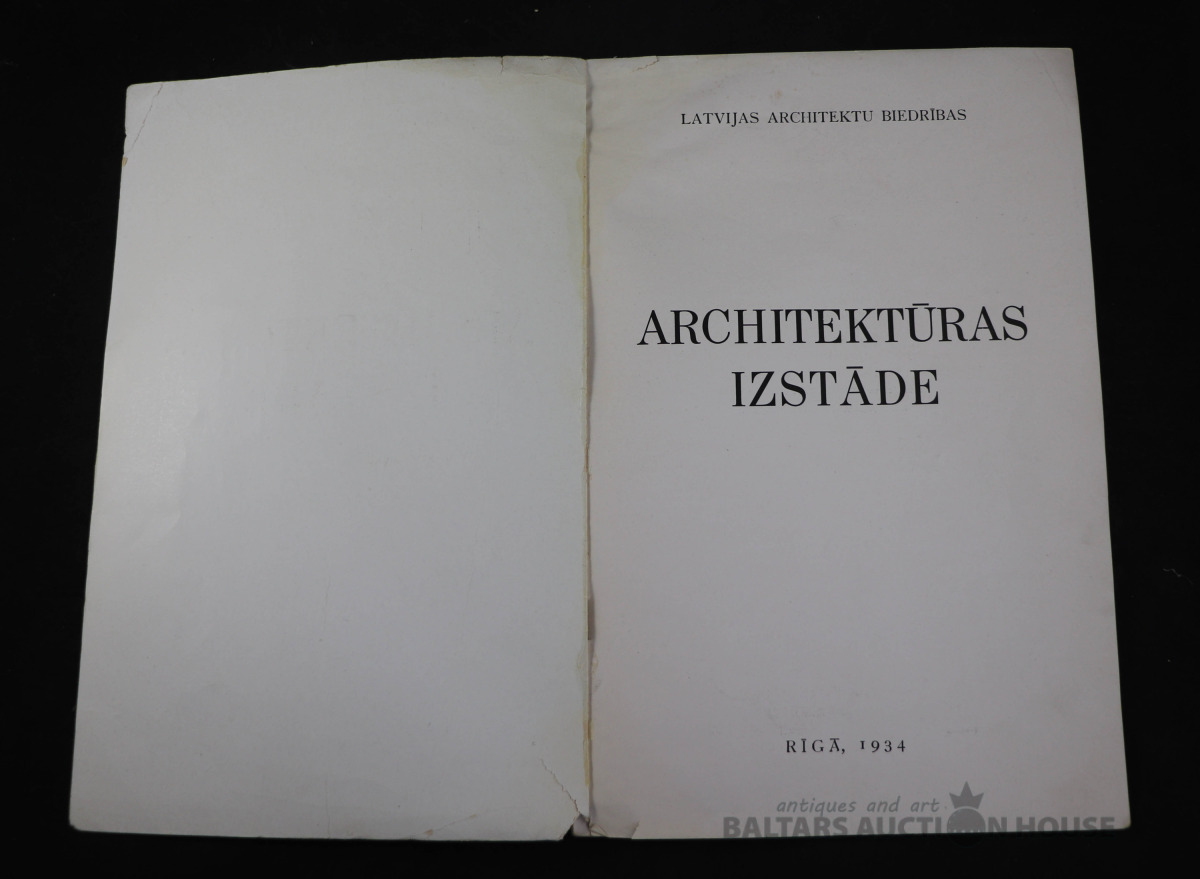 LATVIJAS ARCHITEKTU BIEDRĪBAS
ARCHITEKTŪRAS
IZSTĀDE
RĪGĀ, 1934
antiques and art
BALTARS AUCTION HOUSE